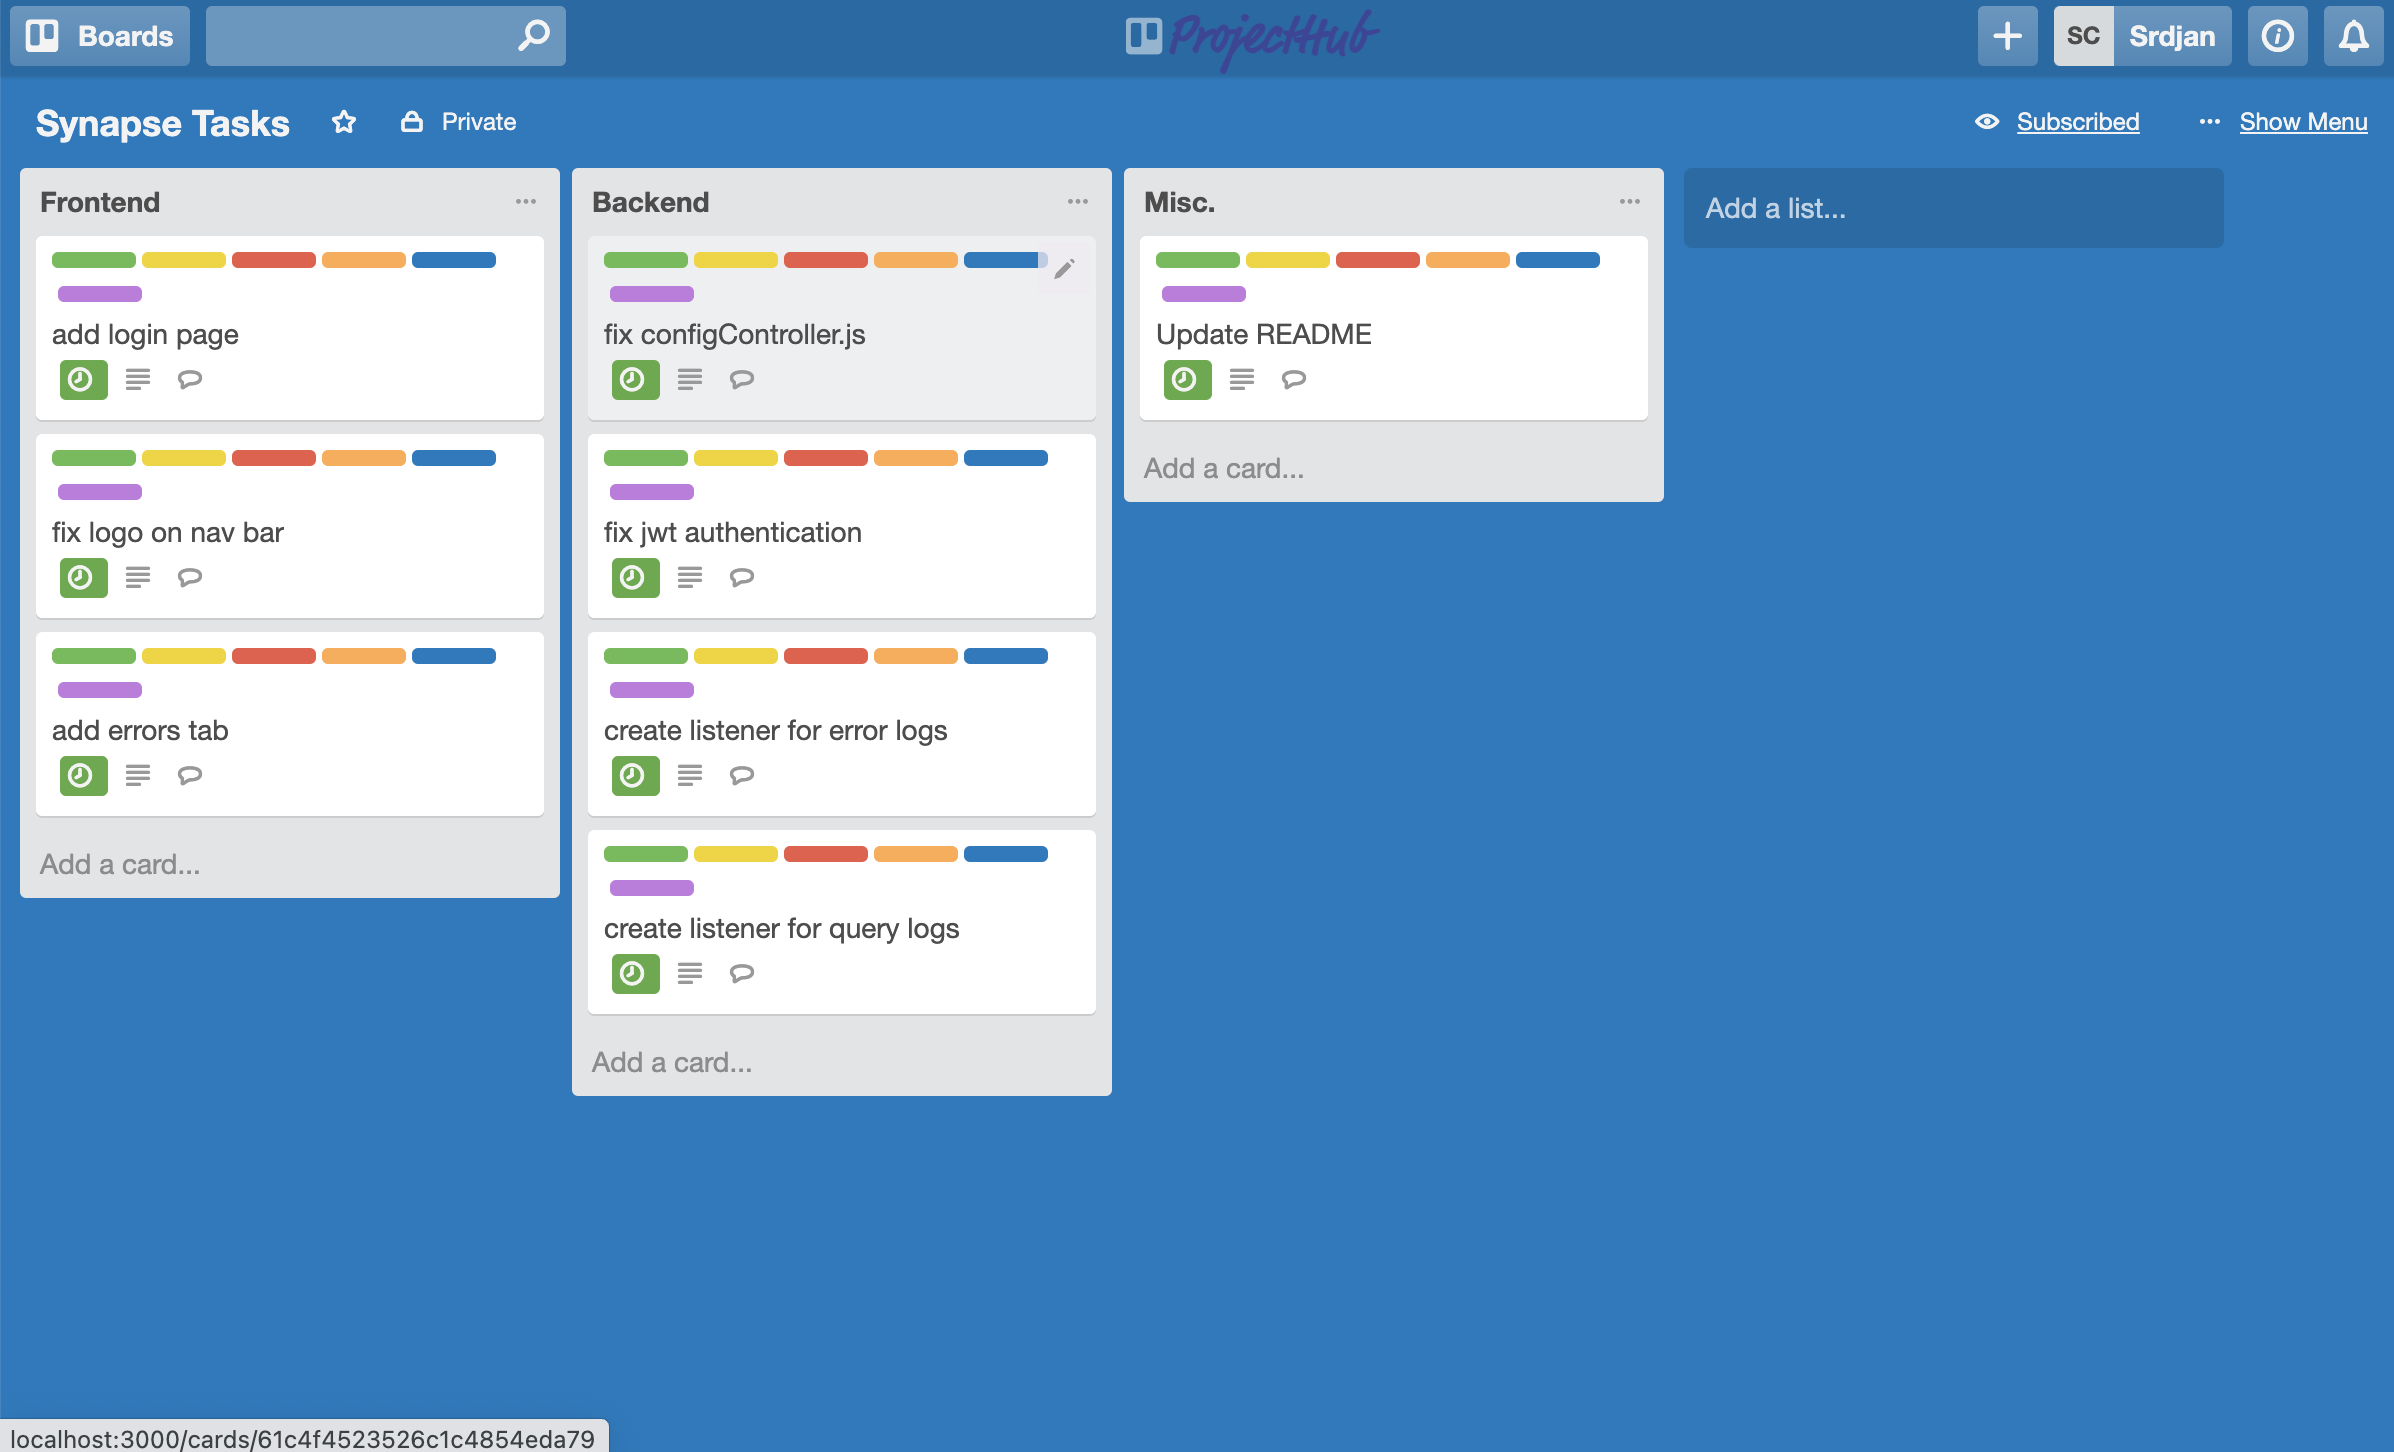 Boards
ProjectHub
SC Srdjan
Synapse Tasks Private
Subscribed ... Show Menu
Frontend
add login page
fix logo on nav bar
add errors tab
Add a card...
Backend
fix configController.js
fix jwt authentication
create listener for error logs
create listener for query logs
Add a card...
Misc.
Update README
Add a card...
Add a list...
localhost:3000/cards/61c4f4523526c1c4854eda79